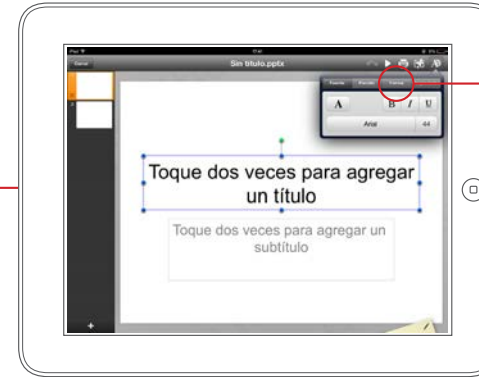 iPad
Sin título.pptx
A B I U
Arial 44
Toque dos veces para agregar
un título
Toque dos veces para agregar un
subtítulo